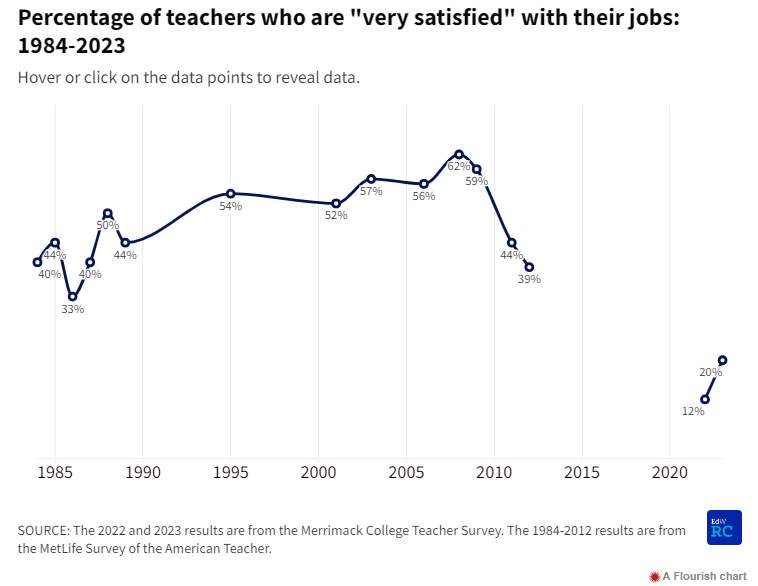 Percentage of teachers who are "very satisfied" with their jobs:
1984-2023
Hover or click on the data points to reveal data.
40%
44%
33%
40%
50%
44%
54%
52%
57%
56%
62%
59%
44%
39%
12%
20%
1985 1990 1995 2000 2005 2010 2015 2020
SOURCE: The 2022 and 2023 results are from the Merrimack College Teacher Survey. The 1984-2012 results are from
the MetLife Survey of the American Teacher.
EdW
RC
A Flourish chart